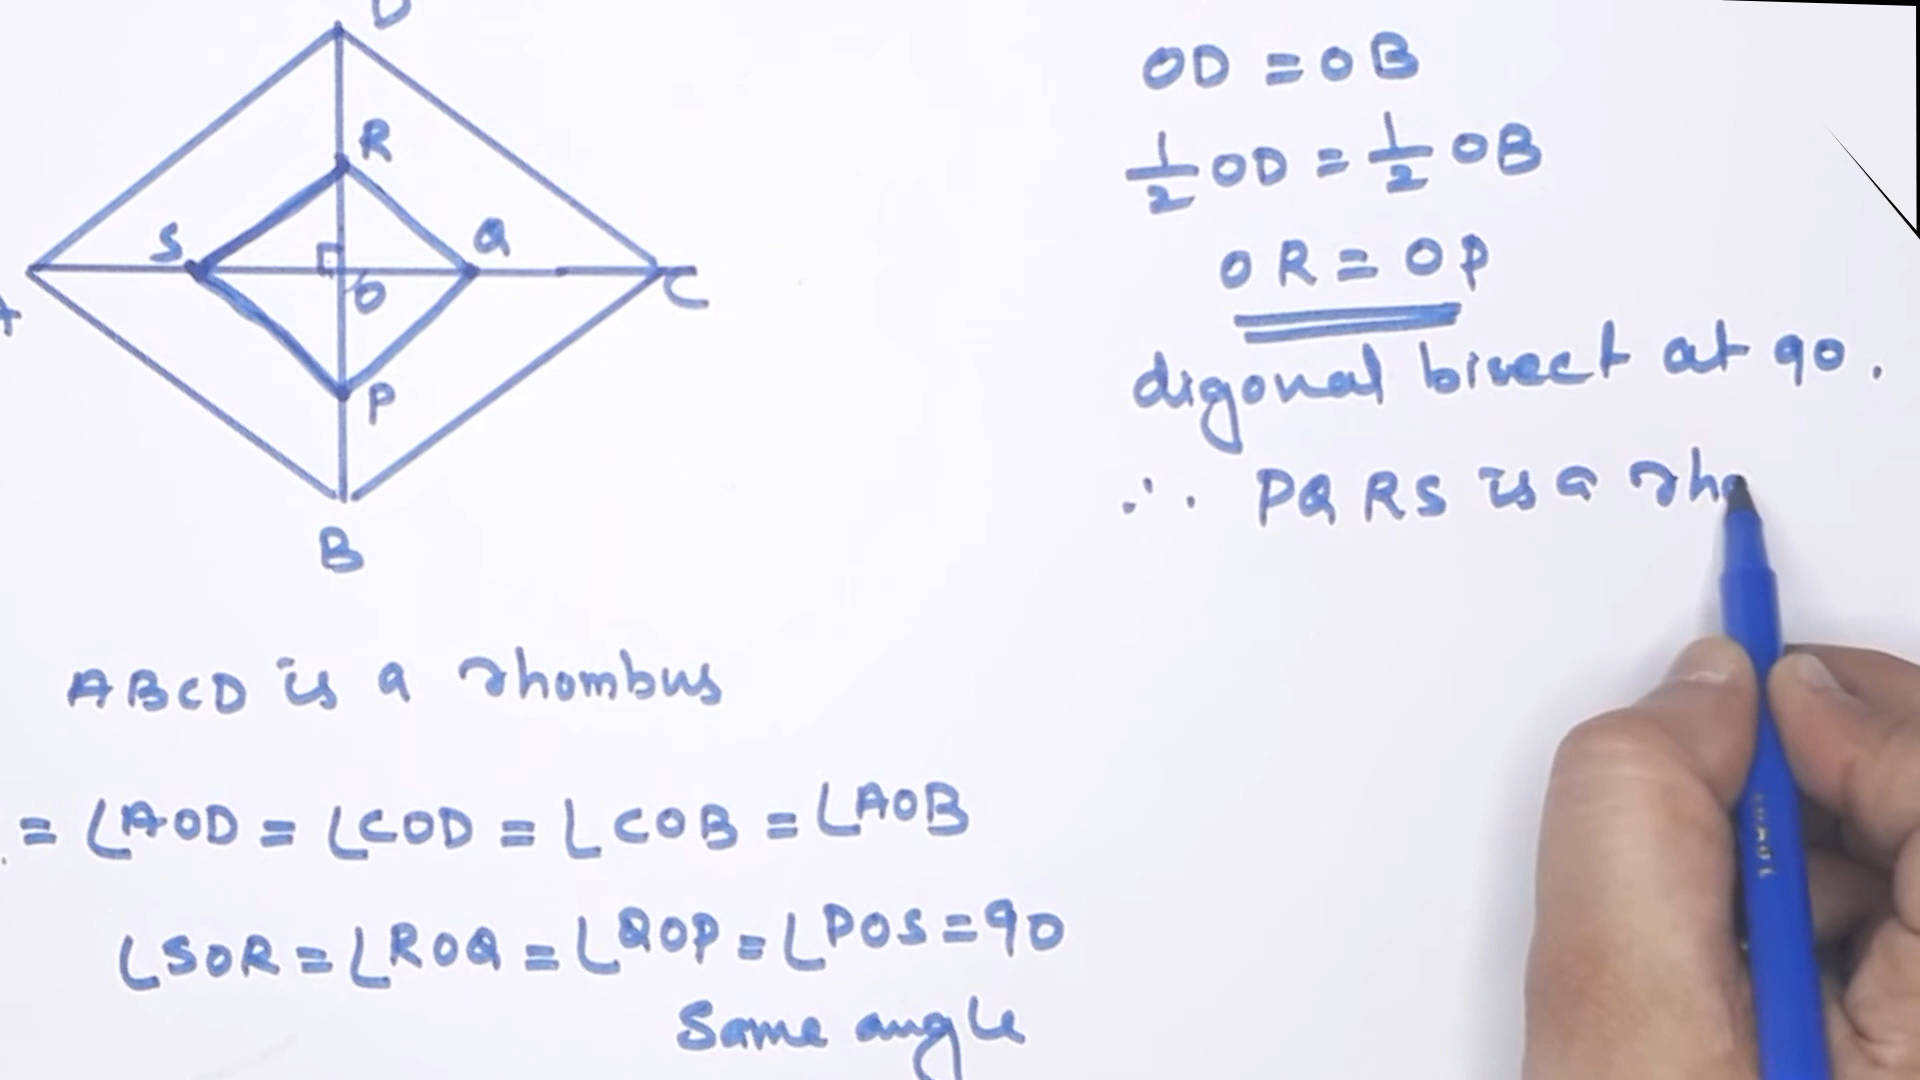 D
R
S
Q
O
C
A
P
B
OD = OB
1/2 OD = 1/2 OB
OR = OP
digonal bisect at 90.
∴ PQRS is a rho
ABCD is a rhombus
= ∠AOD = ∠COD = ∠COB = ∠AOB
∠SOR = ∠ROQ = ∠QOP = ∠POS = 90
Same angle